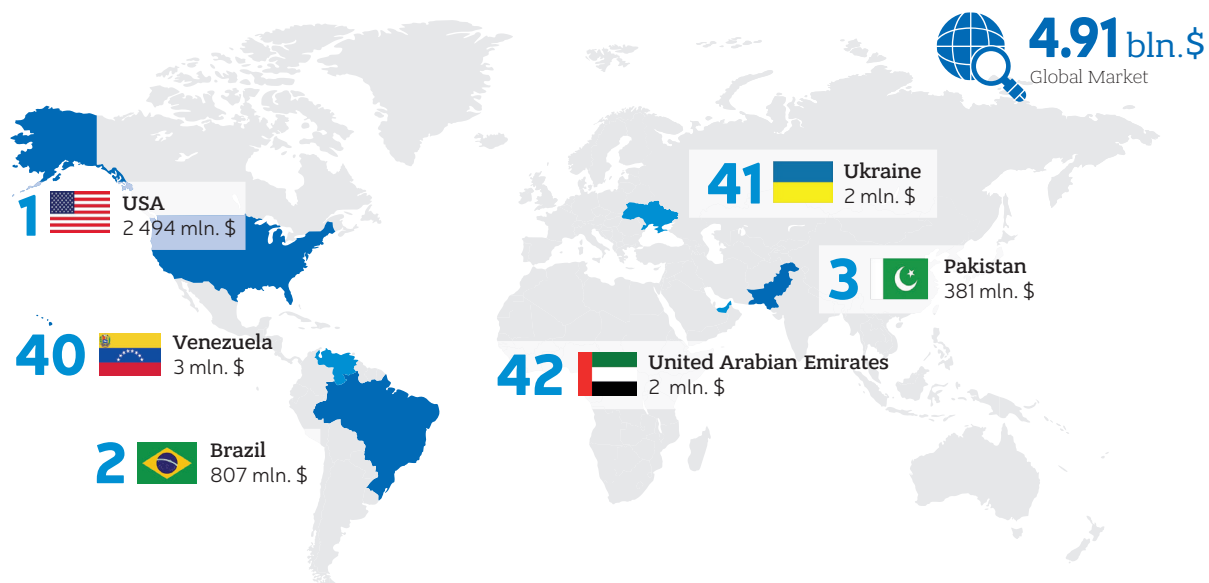 4.91 bln.$
Global Market
41
Ukraine
2 mln. $
1
USA
2 494 mln. $
3
Pakistan
381 mln. $
40
Venezuela
3 mln. $
42
United Arabian Emirates
2 mln. $
2
Brazil
807 mln. $